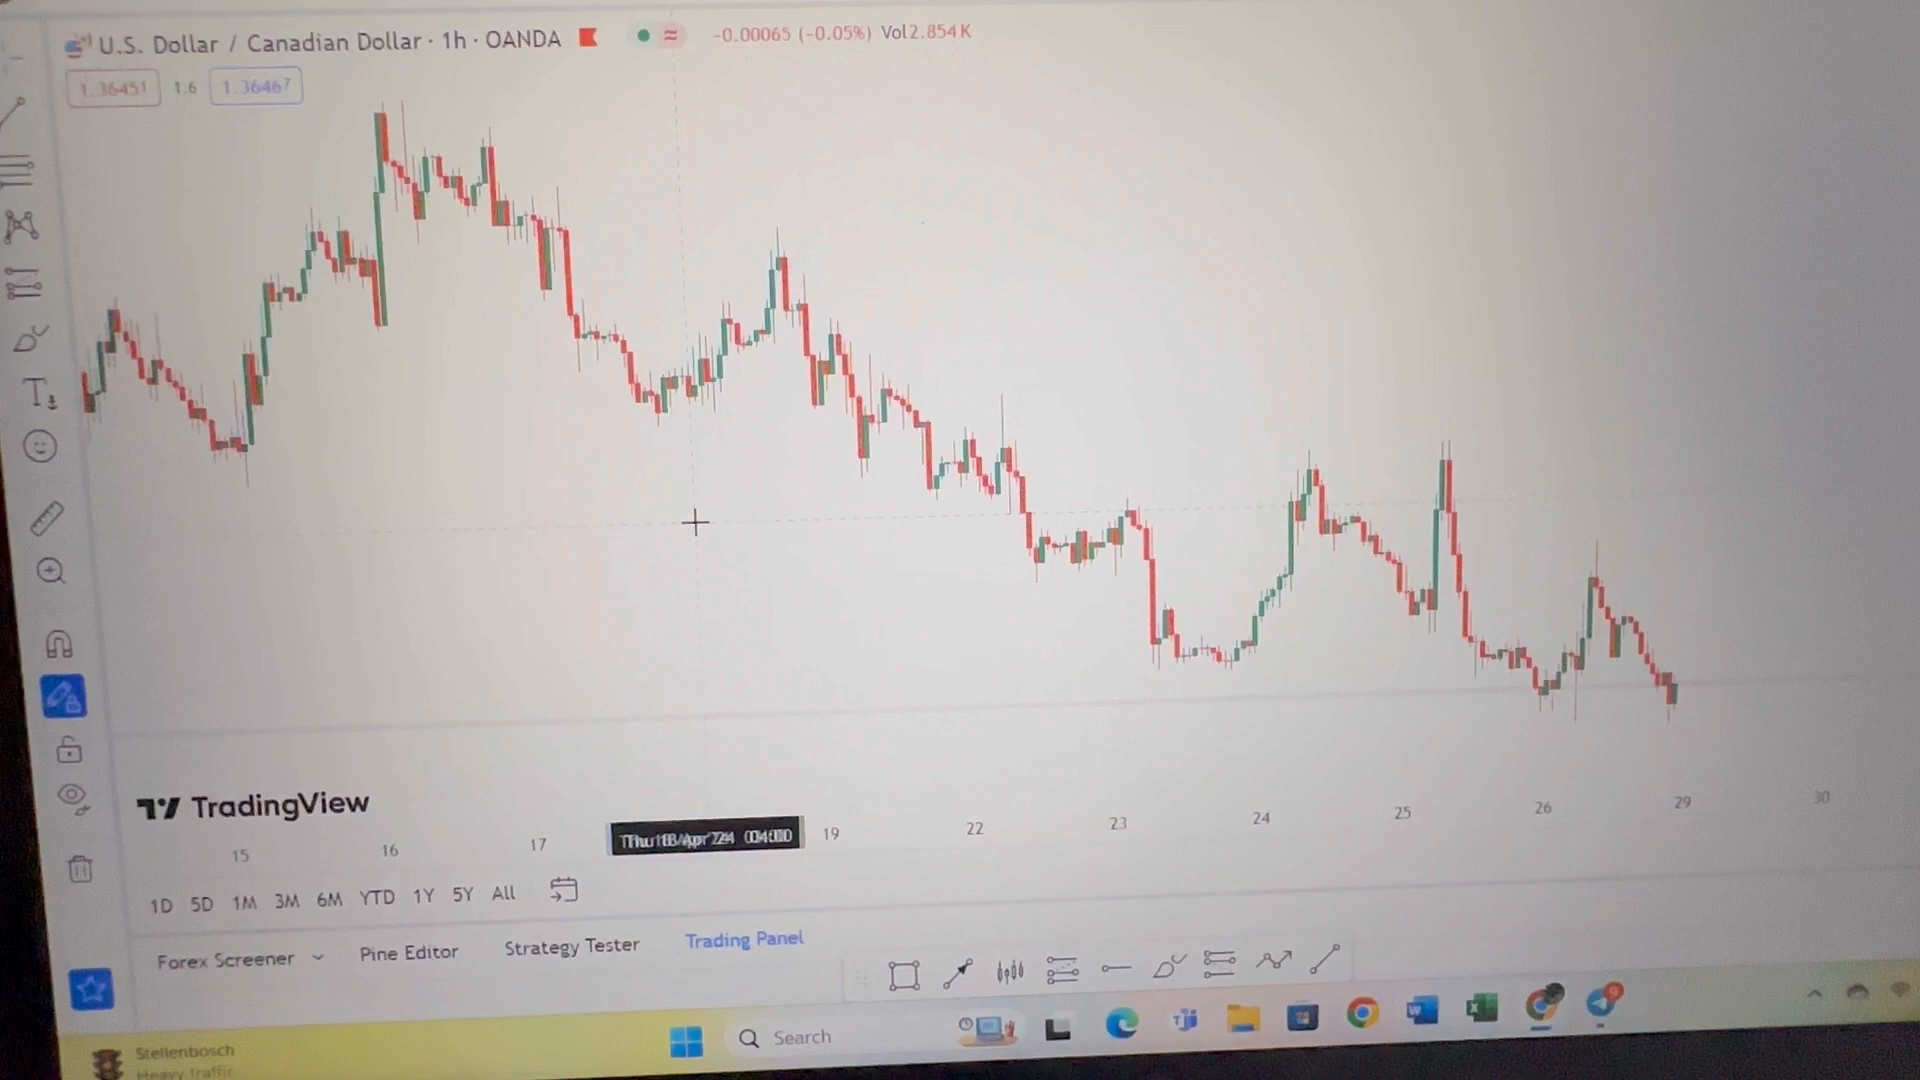 U.S. Dollar / Canadian Dollar · 1h · OANDA
-0.00065 (-0.05%) Vol2.854K
1.36451
1.6
1.36467
TradingView
15
16
17
19
22
23
24
25
26
29
30
1D 5D 1M 3M 6M YTD 1Y 5Y All
Forex Screener
Pine Editor
Strategy Tester
Trading Panel
Search
Stellenbosch
Heavy traffic